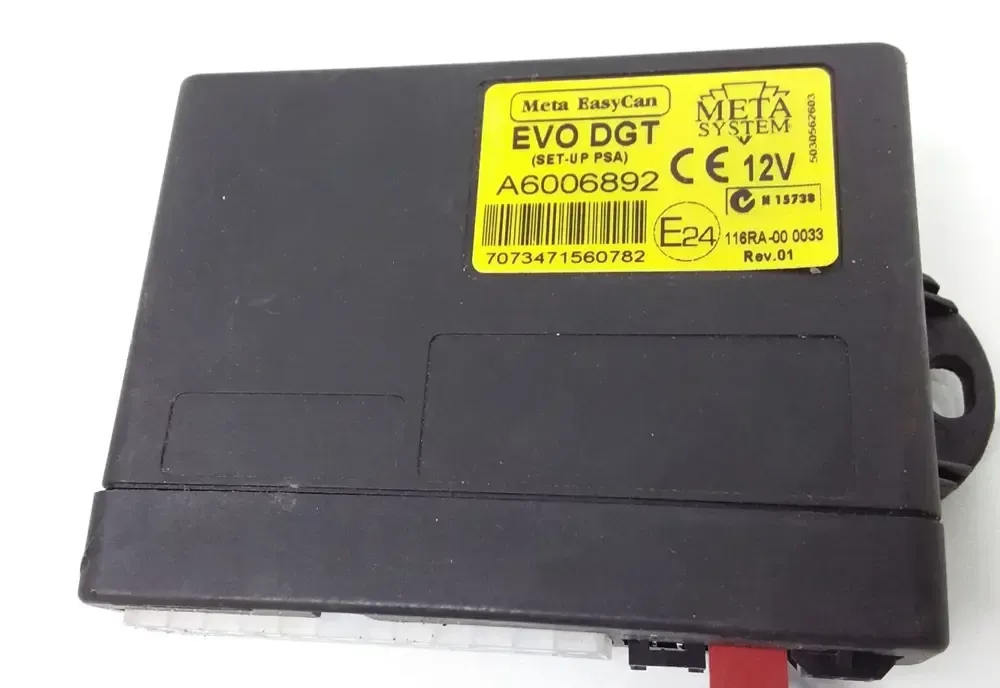 Meta EasyCan
EVO DGT
(SET-UP PSA)
A6006892
7073471560782
META
SYSTEM
CE 12V
N 15738
E24
116RA-00 0033
Rev.01
5030562603